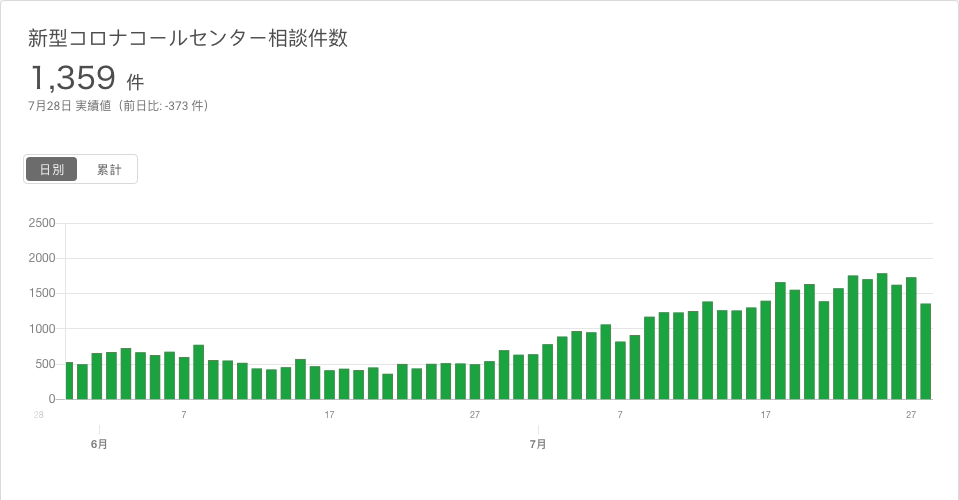 新型コロナコールセンター相談件数
1,359 件
7月28日 実績値（前日比: -373 件）
日別 累計
2500
2000
1500
1000
500
0
28 7 17 27 7 17 27
6月 7月